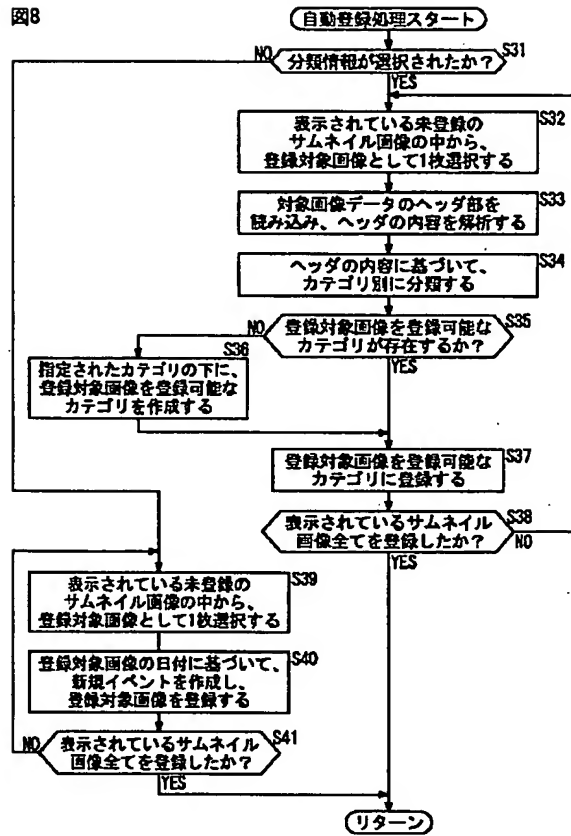 図8
自動登録処理スタート
S31
分類情報が選択されたか?
NO
YES
S32
表示されている未登録の
サムネイル画像の中から、
登録対象画像として1枚選択する
S33
対象画像データのヘッダ部を
読み込み、ヘッダの内容を解析する
S34
ヘッダの内容に基づいて、
カテゴリ別に分類する
S35
登録対象画像を登録可能な
カテゴリが存在するか?
NO
YES
S36
指定されたカテゴリの下に、
登録対象画像を登録可能な
カテゴリを作成する
S37
登録対象画像を登録可能な
カテゴリに登録する
S38
表示されているサムネイル
画像全てを登録したか?
NO
YES
S39
表示されている未登録の
サムネイル画像の中から、
登録対象画像として1枚選択する
S40
登録対象画像の日付に基づいて、
新規イベントを作成し、
登録対象画像を登録する
S41
表示されているサムネイル
画像全てを登録したか?
NO
YES
リターン